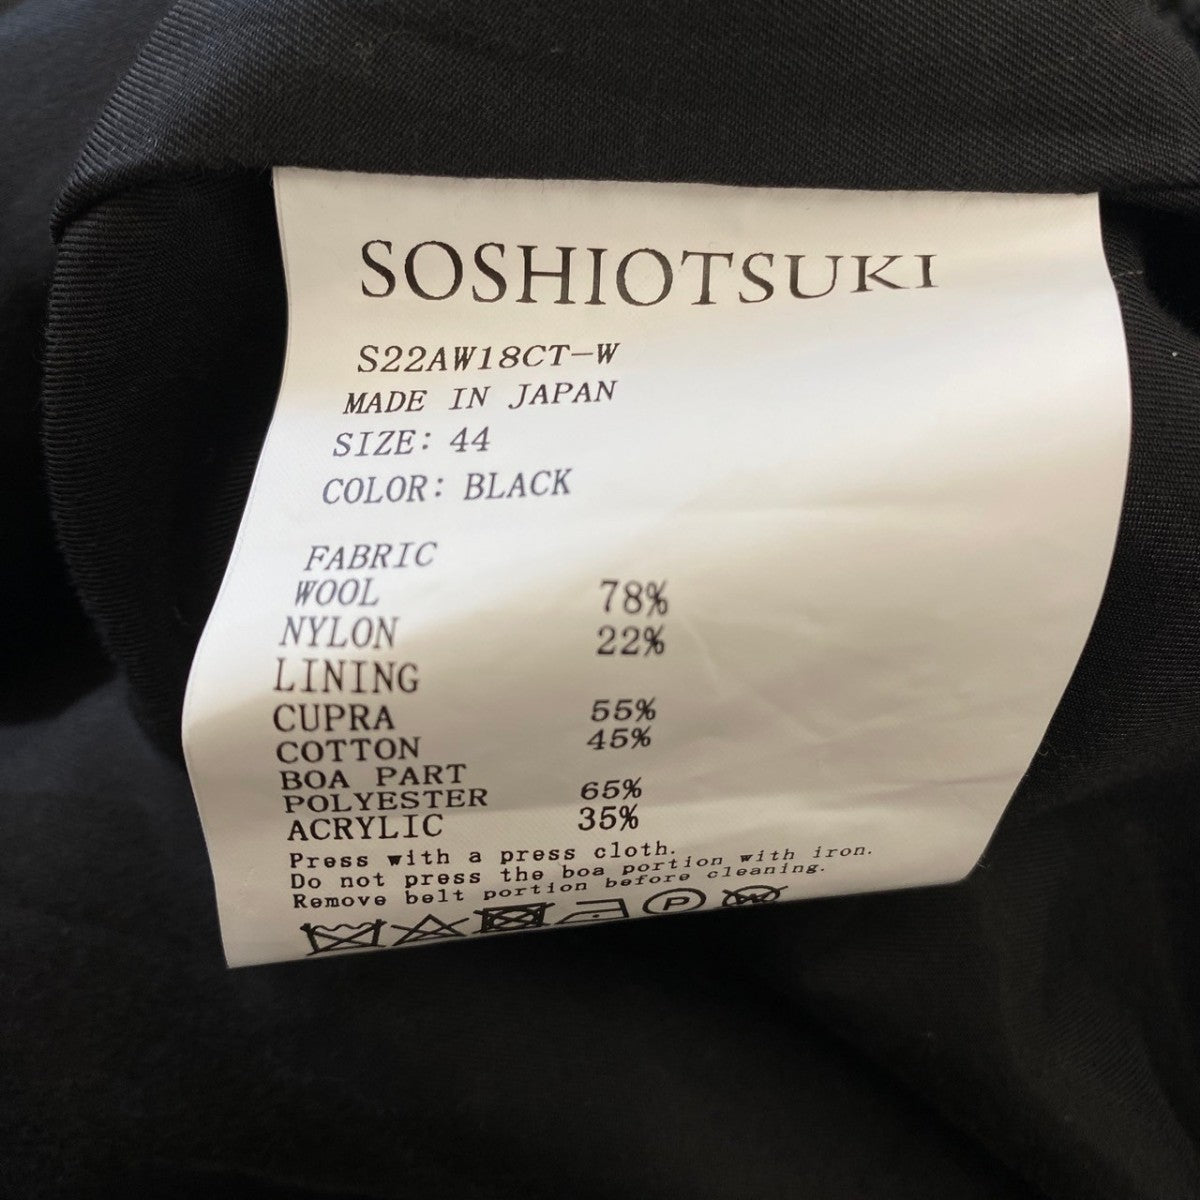 SOSHIOTSUKI
S22AW18CT-W
MADE IN JAPAN
SIZE: 44
COLOR: BLACK
FABRIC
WOOL 78%
NYLON 22%
LINING
CUPRA 55%
COTTON 45%
BOA PART
POLYESTER 65%
ACRYLIC 35%
Press with a press cloth.
Do not press the boa portion with iron.
Remove belt portion before cleaning.
P W